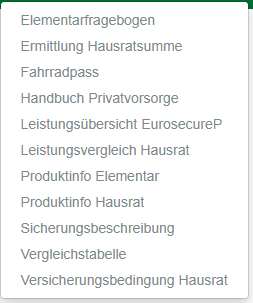 Elementarfragebogen
Ermittlung Hausratsumme
Fahrradpass
Handbuch Privatvorsorge
Leistungsübersicht EurosecureP
Leistungsvergleich Hausrat
Produktinfo Elementar
Produktinfo Hausrat
Sicherungsbeschreibung
Vergleichstabelle
Versicherungsbedingung Hausrat